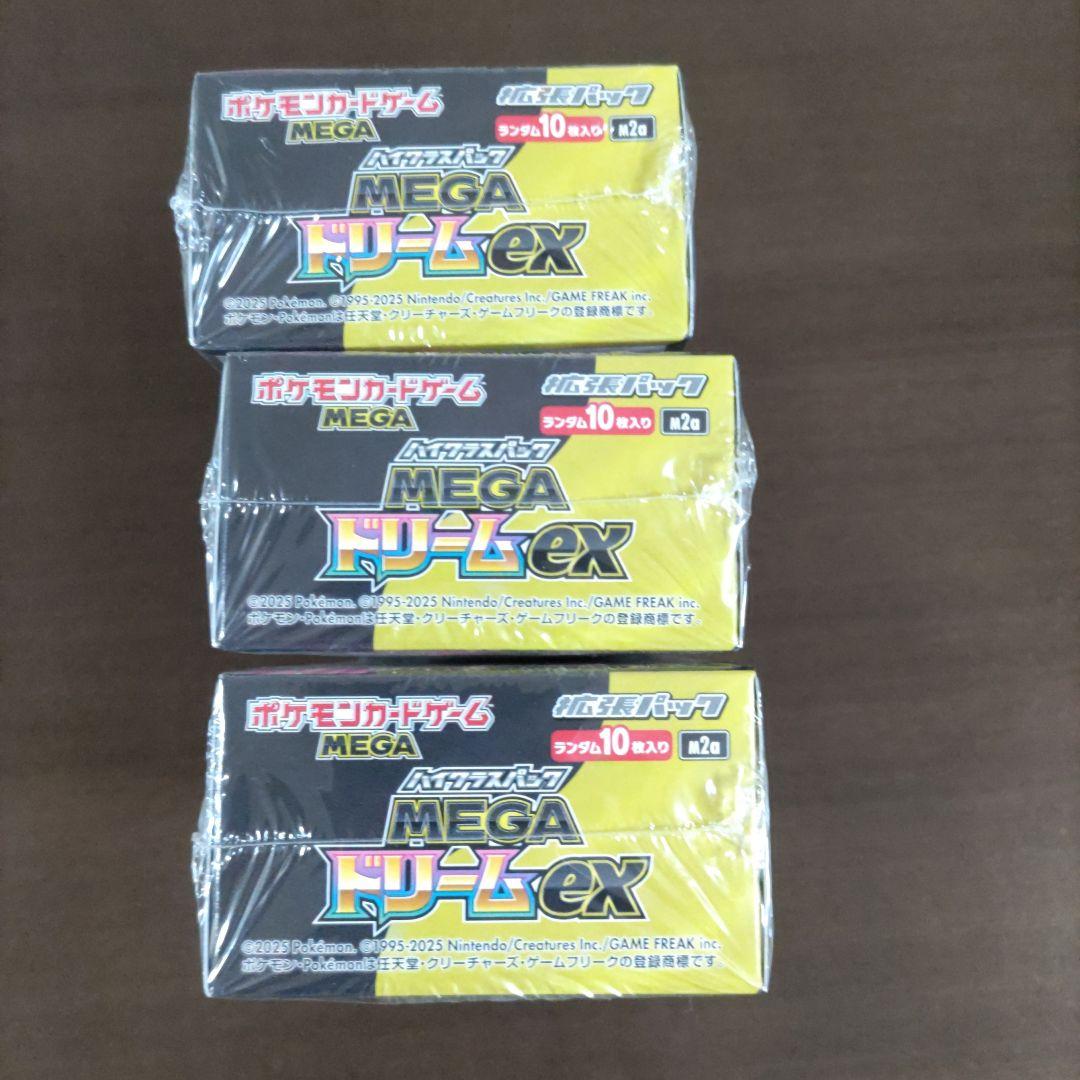 ポケモンカードゲーム 拡張パック
MEGA ランダム10枚入り M2a
ハイクラスパック
MEGA
ドリームex
©2025 Pokémon. ©1995-2025 Nintendo/Creatures Inc./GAME FREAK inc.
ポケモン・Pokémonは任天堂・クリーチャーズ・ゲームフリークの登録商標です。
ポケモンカードゲーム 拡張パック
MEGA ランダム10枚入り M2a
ハイクラスパック
MEGA
ドリームex
©2025 Pokémon. ©1995-2025 Nintendo/Creatures Inc./GAME FREAK inc.
ポケモン・Pokémonは任天堂・クリーチャーズ・ゲームフリークの登録商標です。
ポケモンカードゲーム 拡張パック
MEGA ランダム10枚入り M2a
ハイクラスパック
MEGA
ドリームex
©2025 Pokémon. ©1995-2025 Nintendo/Creatures Inc./GAME FREAK inc.
ポケモン・Pokémonは任天堂・クリーチャーズ・ゲームフリークの登録商標です。